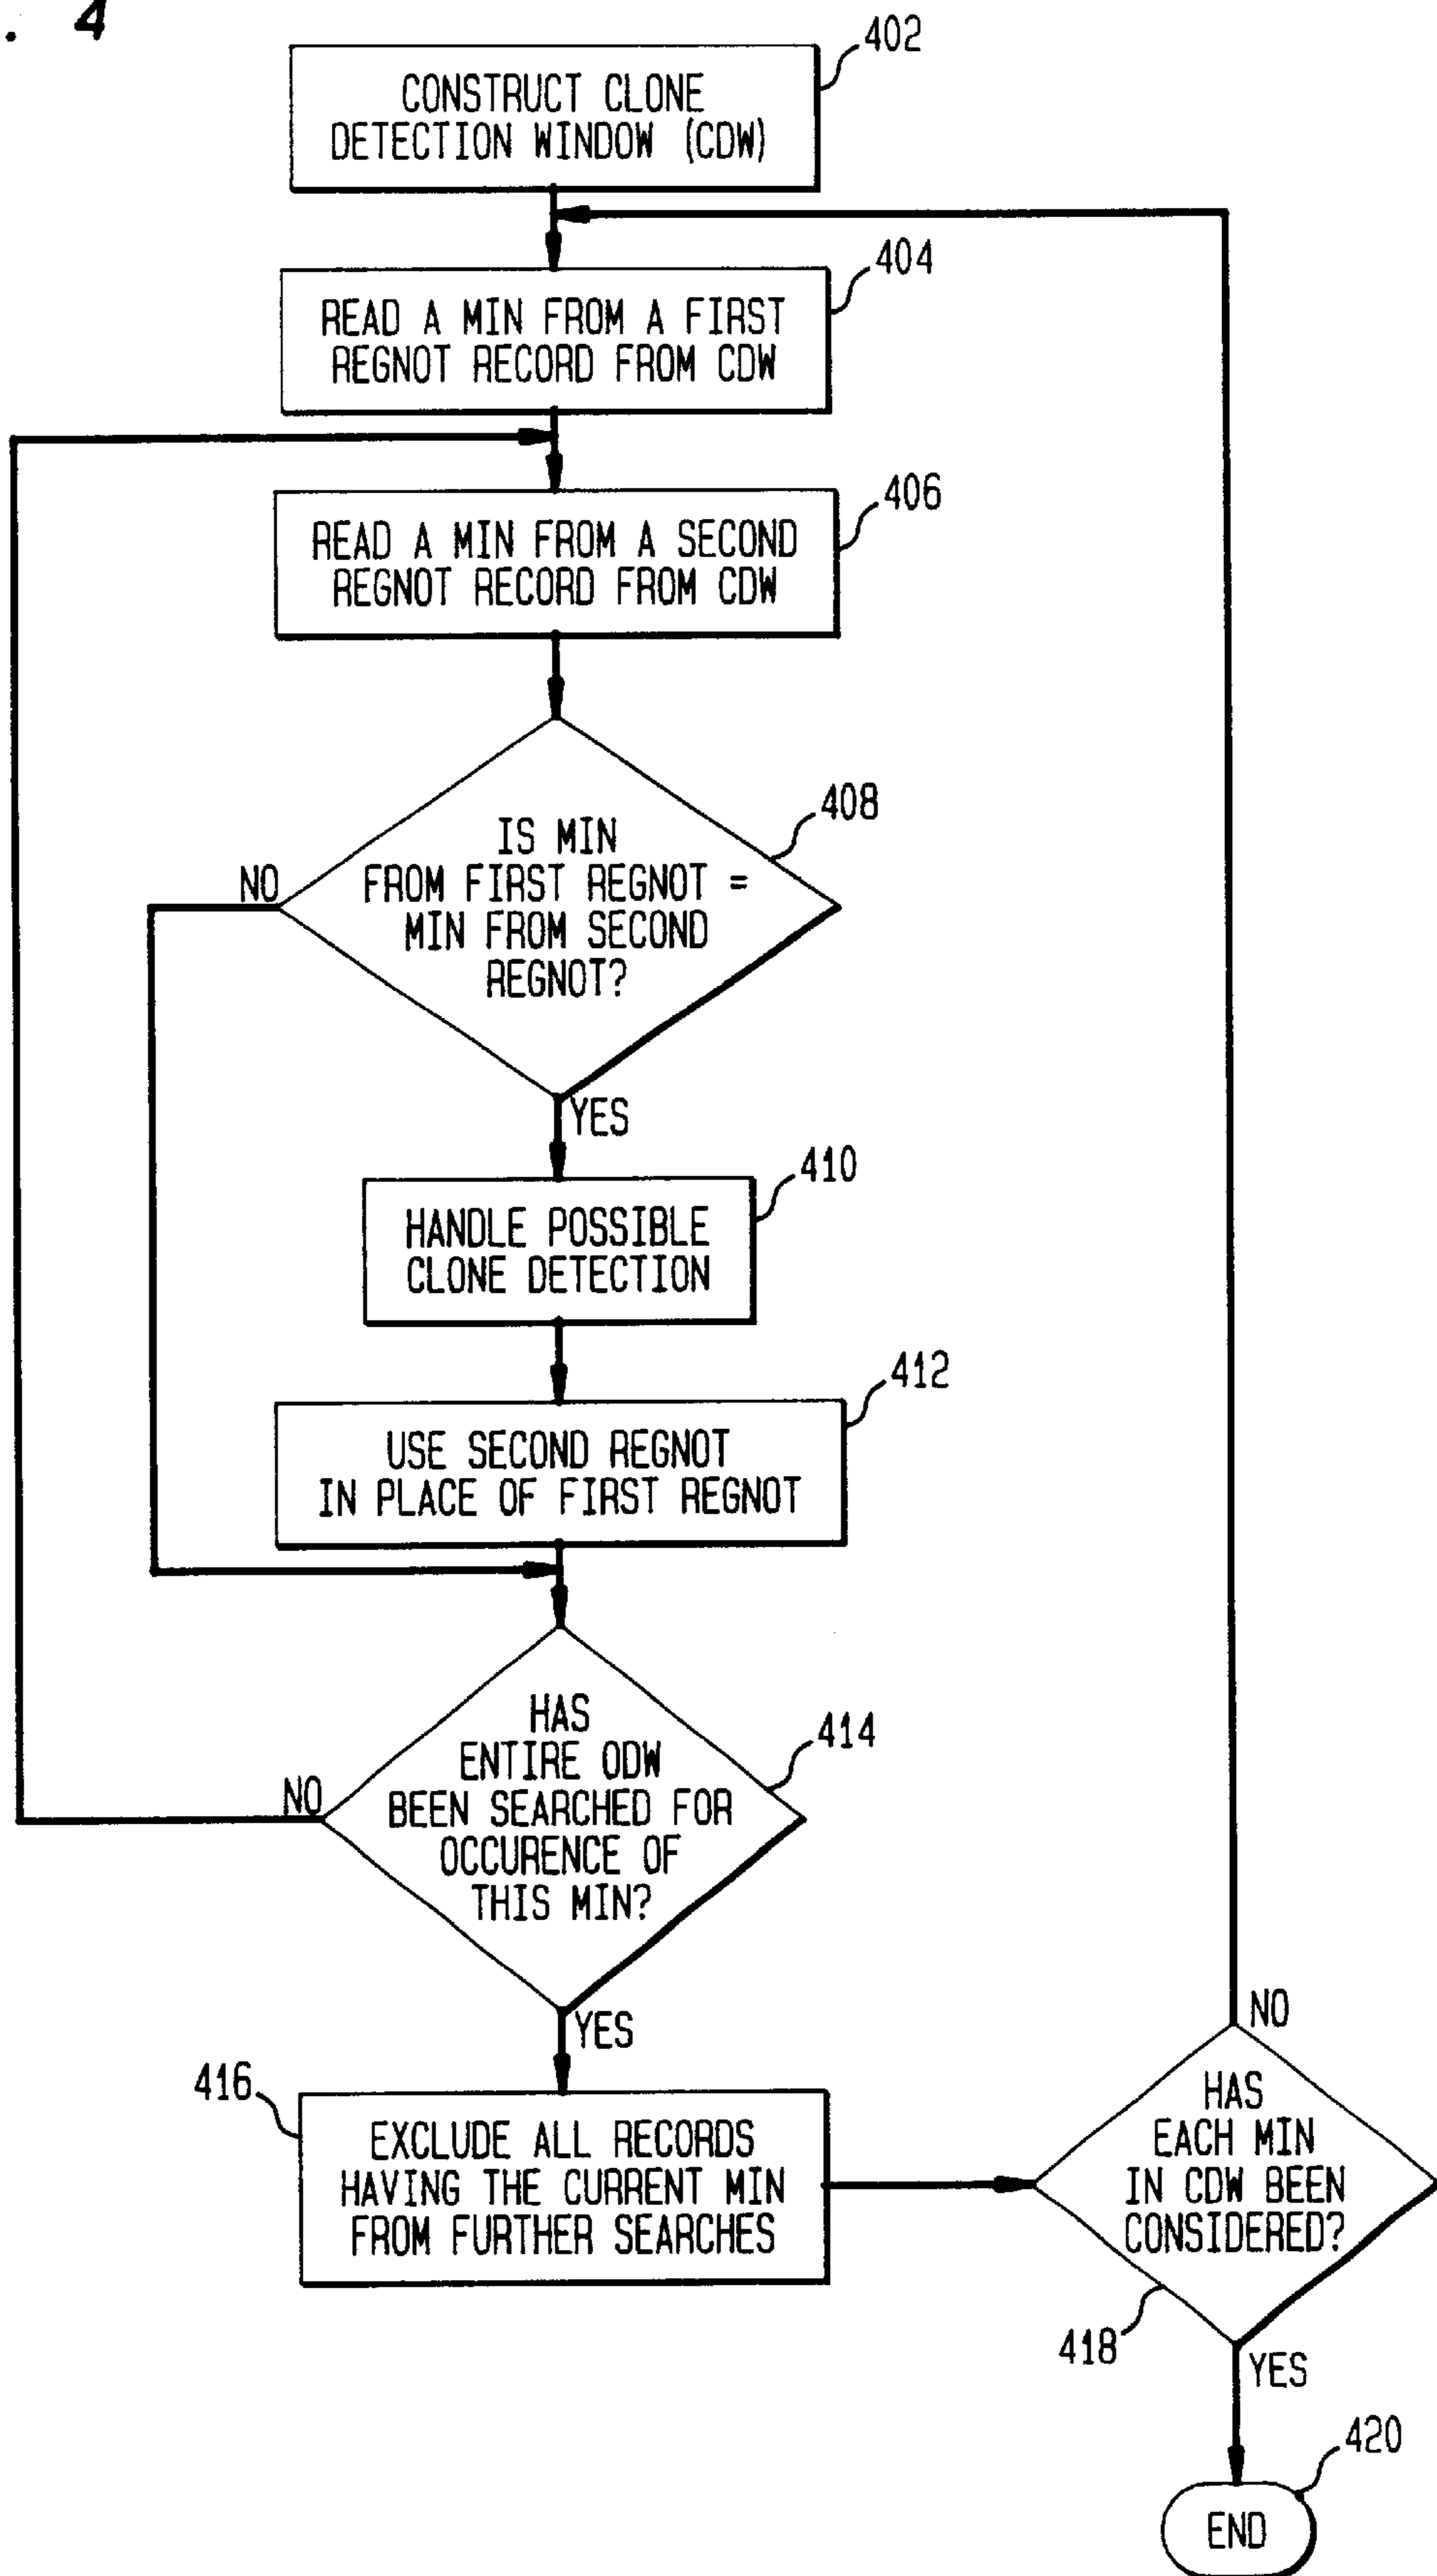 . 4
402
CONSTRUCT CLONE
DETECTION WINDOW (CDW)
404
READ A MIN FROM A FIRST
REGNOT RECORD FROM CDW
406
READ A MIN FROM A SECOND
REGNOT RECORD FROM CDW
408
IS MIN
FROM FIRST REGNOT =
MIN FROM SECOND
REGNOT?
NO
YES
410
HANDLE POSSIBLE
CLONE DETECTION
412
USE SECOND REGNOT
IN PLACE OF FIRST REGNOT
414
HAS
ENTIRE ODW
BEEN SEARCHED FOR
OCCURENCE OF
THIS MIN?
NO
YES
416
EXCLUDE ALL RECORDS
HAVING THE CURRENT MIN
FROM FURTHER SEARCHES
NO
HAS
EACH MIN
IN CDW BEEN
CONSIDERED?
418
YES
420
END